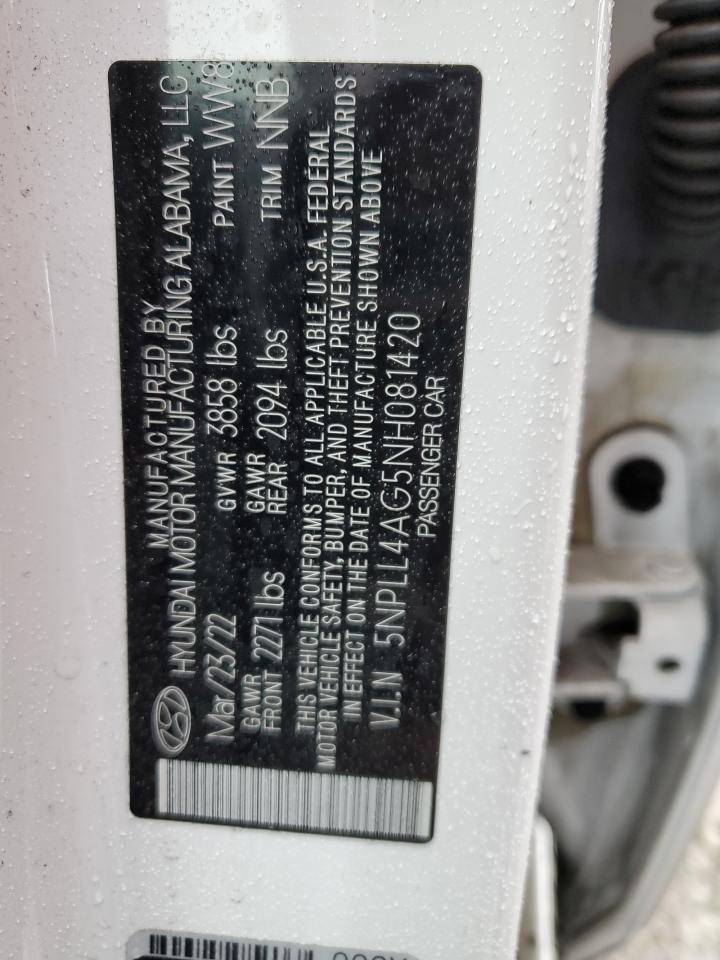 MANUFACTURED BY
HYUNDAI MOTOR MANUFACTURING ALABAMA, LLC
Mar/23/22 GVWR 3858 lbs PAINT WW8
GAWR FRONT 2271 lbs GAWR REAR 2094 lbs TRIM NNB
THIS VEHICLE CONFORMS TO ALL APPLICABLE U.S.A. FEDERAL
MOTOR VEHICLE SAFETY, BUMPER, AND THEFT PREVENTION STANDARDS
IN EFFECT ON THE DATE OF MANUFACTURE SHOWN ABOVE
V.I.N 5NPLL4AG5NH081420
PASSENGER CAR